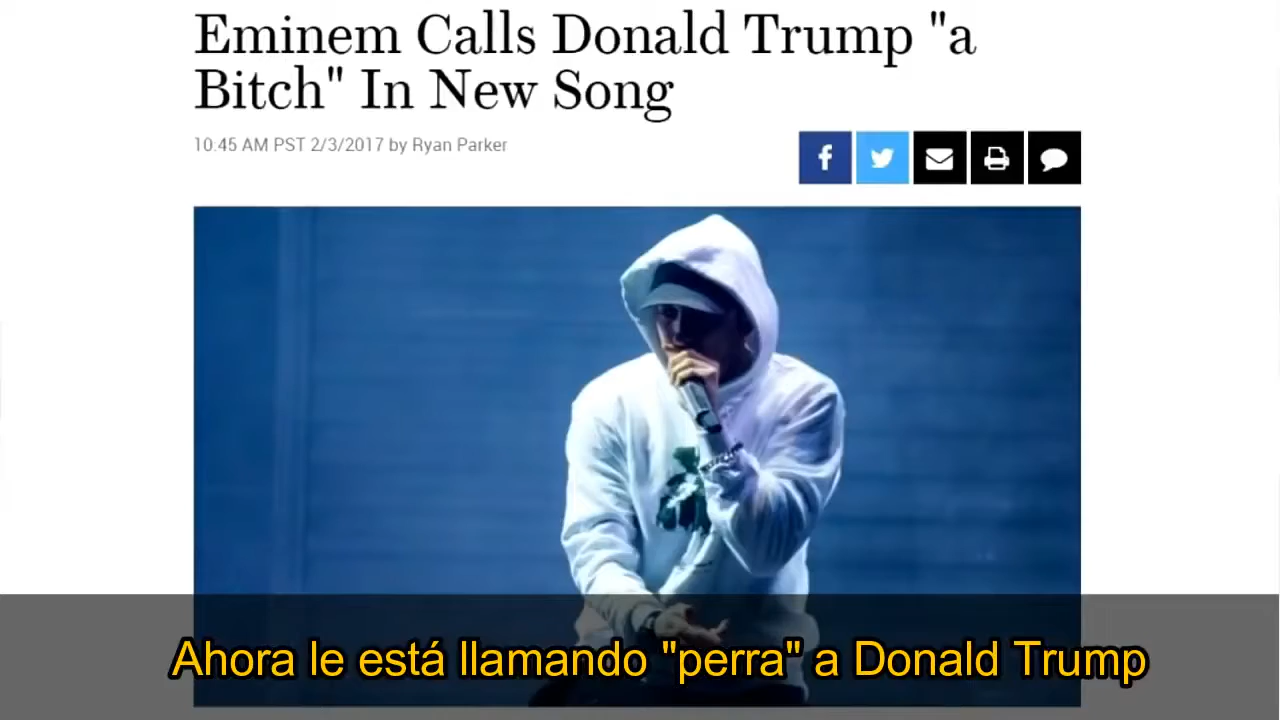 Eminem Calls Donald Trump "a
Bitch" In New Song
10.45 AM PST 2/3/2017 by Ryan Parker
Ahora le está llamando "perra" a Donald Trump